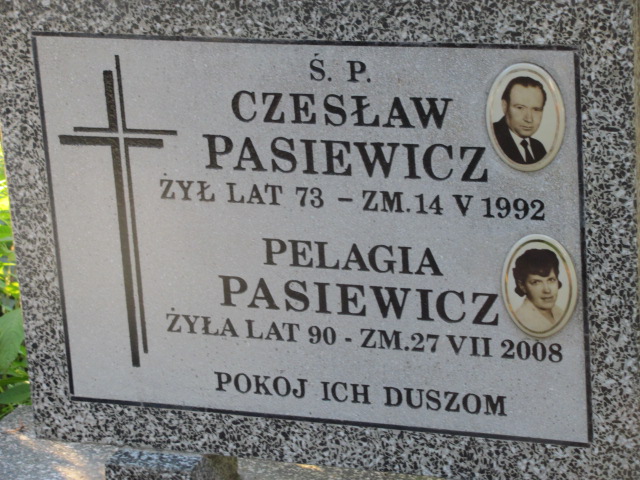 Ś. P.
CZESŁAW
PASIEWICZ
ŻYŁ LAT 73 - ZM. 14 V 1992
PELAGIA
PASIEWICZ
ŻYŁA LAT 90 - ZM. 27 VII 2008
POKÓJ ICH DUSZOM